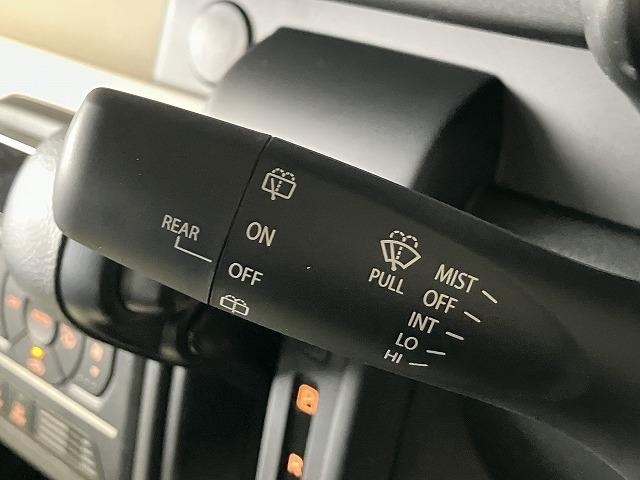 REAR
ON
OFF
PULL
MIST
OFF
INT
LO
HI
R